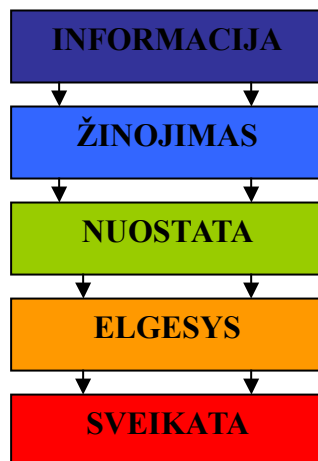 INFORMACIJA
ŽINOJIMAS
NUOSTATA
ELGESYS
SVEIKATA